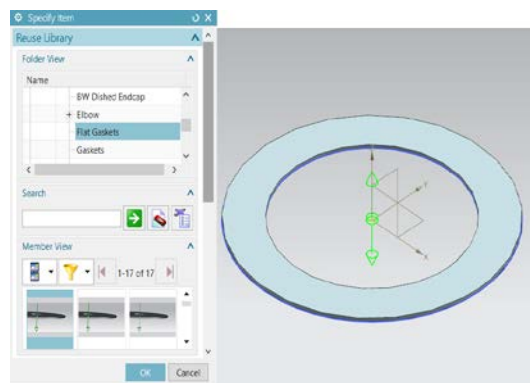 Specify Item
Reuse Library
Folder View
Name
BW Dished Endcap
Elbow
Flat Gaskets
Gaskets
Search
Member View
1-17 of 17
Y
X
OK
Cancel